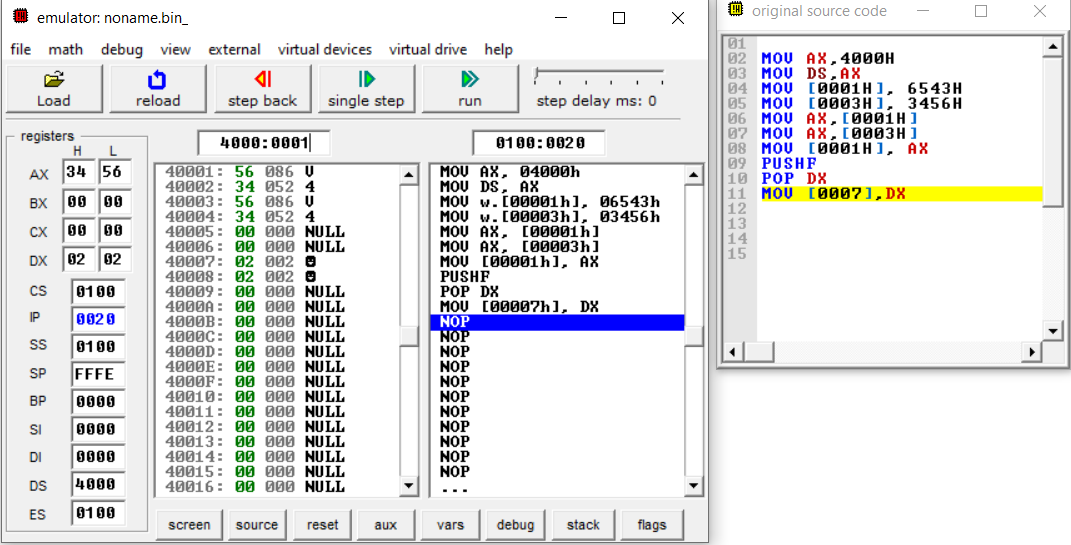 emulator: noname.bin_
file math debug view external virtual devices virtual drive help
Load reload step back single step run step delay ms: 0
registers
H L
AX 34 56
BX 00 00
CX 00 00
DX 02 02
CS 0100
IP 0020
SS 0100
SP FFFE
BP 0000
SI 0000
DI 0000
DS 4000
ES 0100
4000:0001
40001: 56 086 V
40002: 34 052 4
40003: 56 086 V
40004: 34 052 4
40005: 00 000 NULL
40006: 00 000 NULL
40007: 02 002 ☻
40008: 02 002 ☻
40009: 00 000 NULL
4000A: 00 000 NULL
4000B: 00 000 NULL
4000C: 00 000 NULL
4000D: 00 000 NULL
4000E: 00 000 NULL
4000F: 00 000 NULL
40010: 00 000 NULL
40011: 00 000 NULL
40012: 00 000 NULL
40013: 00 000 NULL
40014: 00 000 NULL
40015: 00 000 NULL
40016: 00 000 NULL
0100:0020
MOV AX, 04000h
MOV DS, AX
MOV w.[00001h], 06543h
MOV w.[00003h], 03456h
MOV AX, [00001h]
MOV AX, [00003h]
MOV [00001h], AX
PUSHF
POP DX
MOV [00007h], DX
NOP
NOP
NOP
NOP
NOP
NOP
NOP
NOP
NOP
NOP
NOP
...
screen source reset aux vars debug stack flags
original source code
01
02 MOV AX,4000H
03 MOV DS,AX
04 MOV [0001H], 6543H
05 MOV [0003H], 3456H
06 MOV AX,[0001H]
07 MOV AX,[0003H]
08 MOV [0001H], AX
09 PUSHF
10 POP DX
11 MOV [0007],DX
12
13
14
15